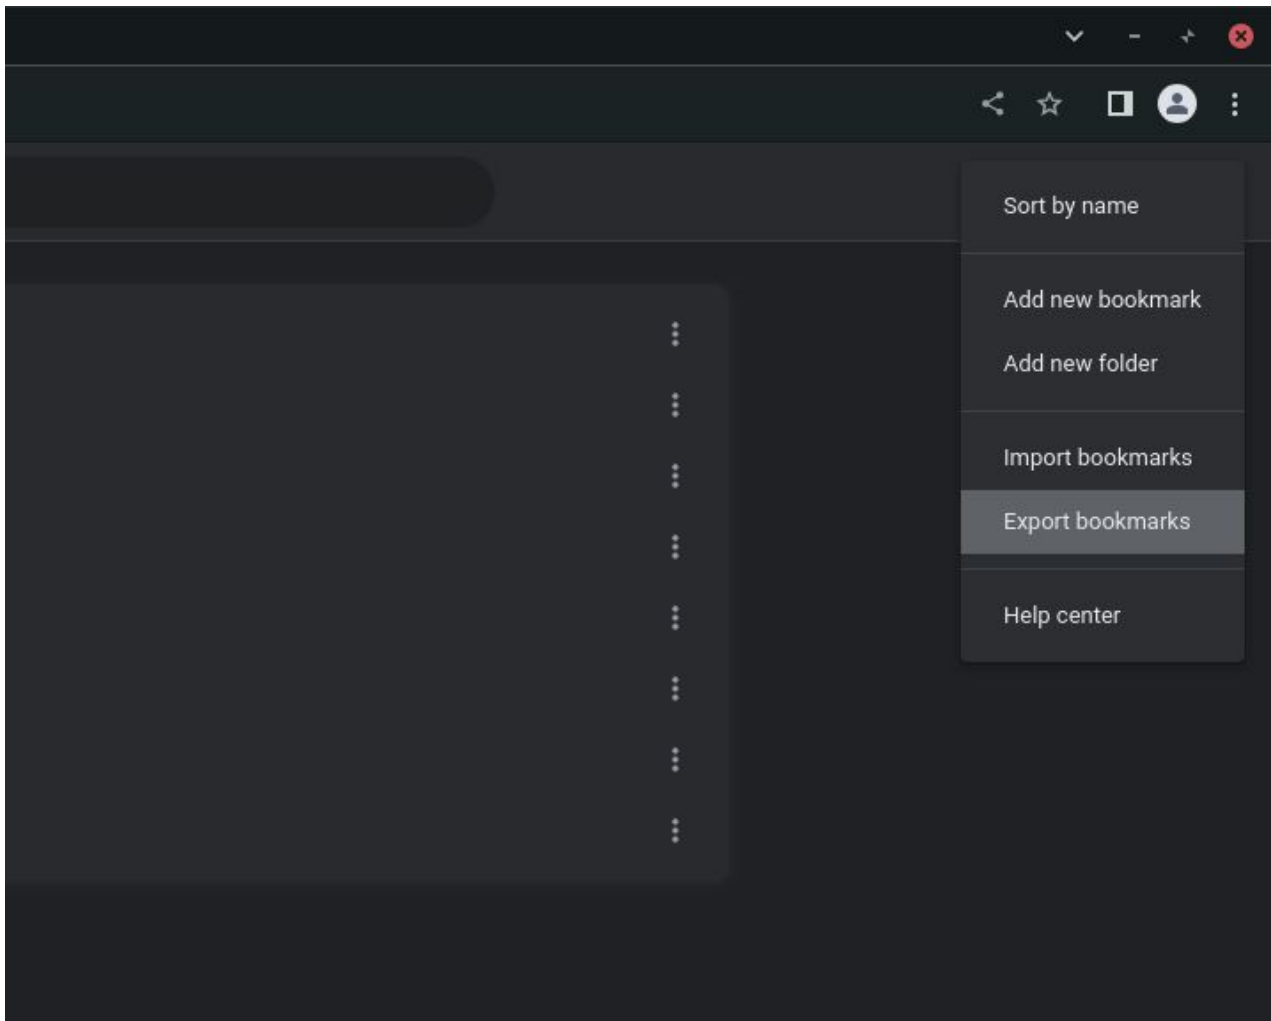 Sort by name
Add new bookmark
Add new folder
Import bookmarks
Export bookmarks
Help center